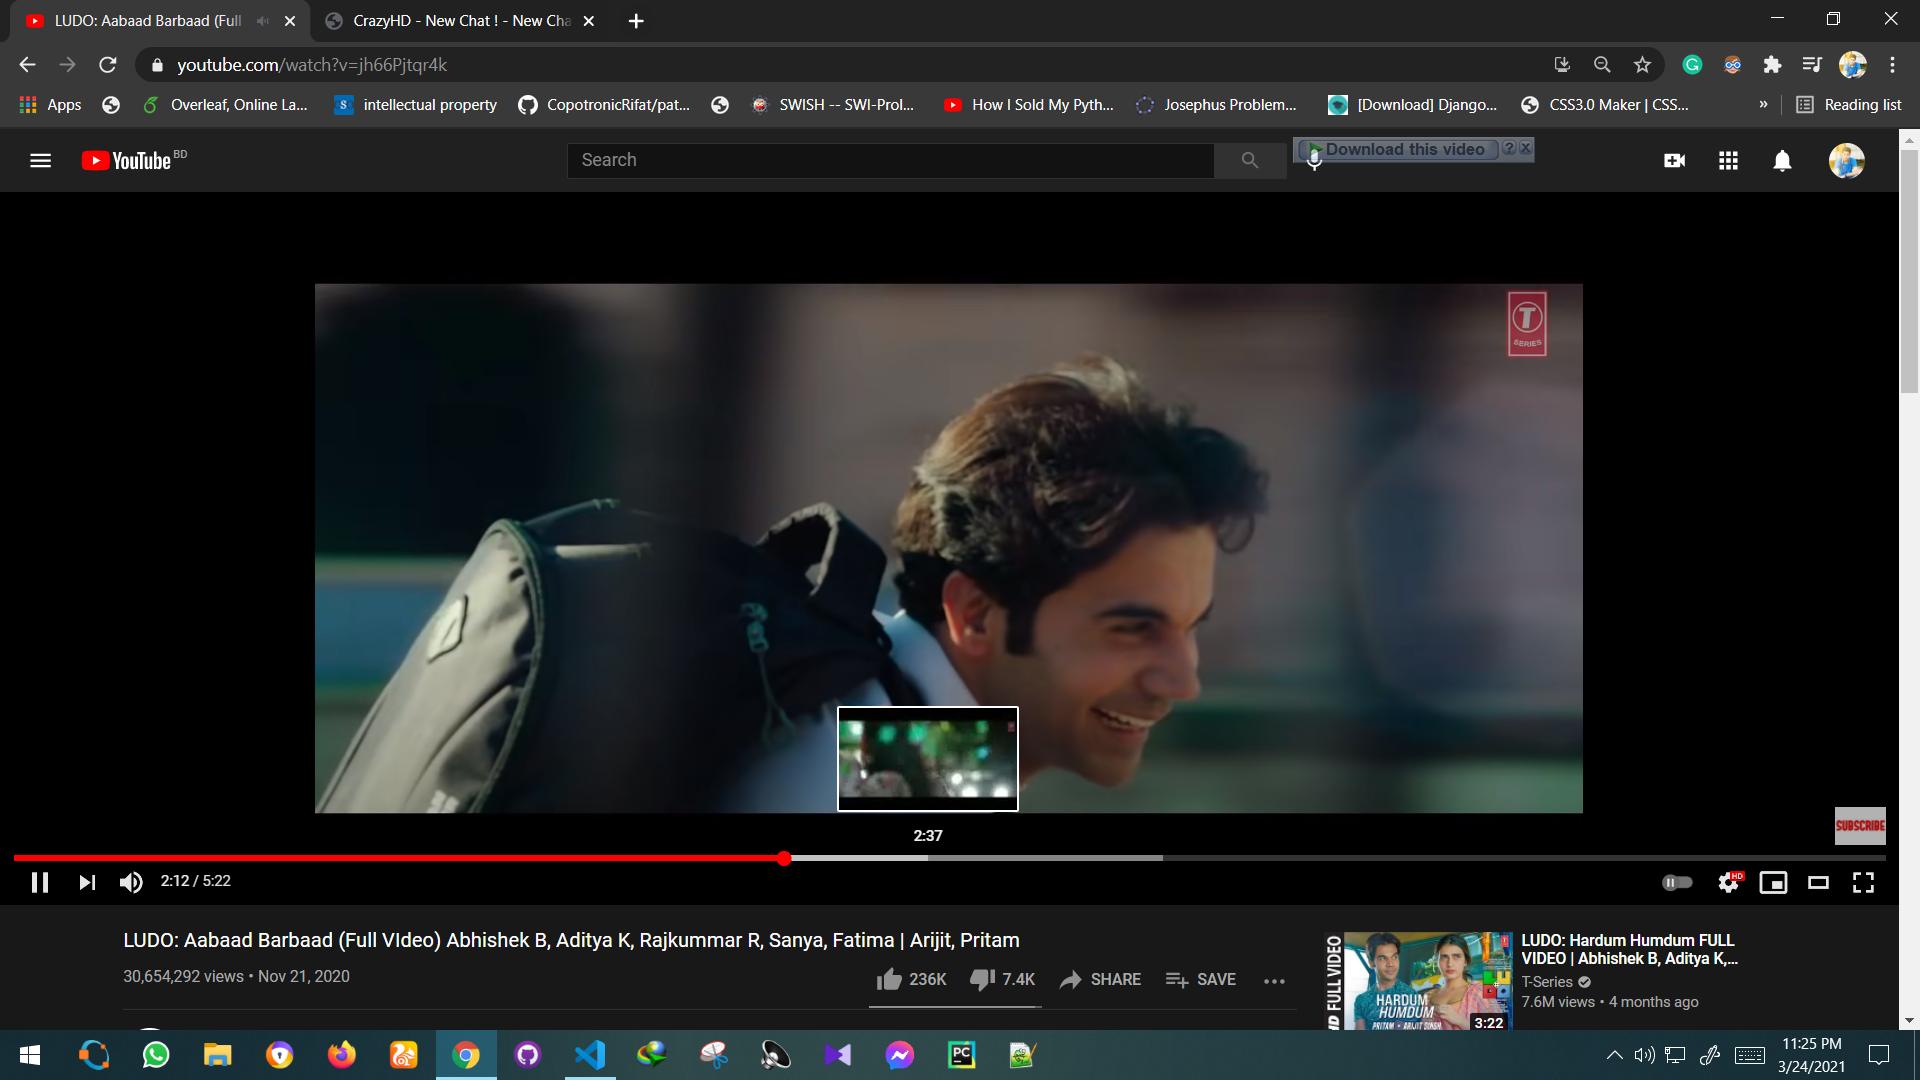 LUDO: Aabaad Barbaad (Full
CrazyHD - New Chat ! - New Cha
youtube.com/watch?v=jh66Pjtqr4k
Apps
Overleaf, Online La...
intellectual property
CopotronicRifat/pat...
SWISH -- SWI-Prol...
How I Sold My Pyth...
Josephus Problem...
[Download] Django...
CSS3.0 Maker | CSS...
»
Reading list
YouTube BD
Search
Download this video ? X
T
SERIES
SUBSCRIBE
2:37
2:12 / 5:22
HD
LUDO: Aabaad Barbaad (Full VIdeo) Abhishek B, Aditya K, Rajkummar R, Sanya, Fatima | Arijit, Pritam
30,654,292 views • Nov 21, 2020
236K
7.4K
SHARE
SAVE
HD FULL VIDEO
HARDUM
HUMDUM
PRITAM • ARIJIT SINGH
3:22
LUDO: Hardum Humdum FULL
VIDEO | Abhishek B, Aditya K,...
T-Series
7.6M views • 4 months ago
PC
11:25 PM
3/24/2021